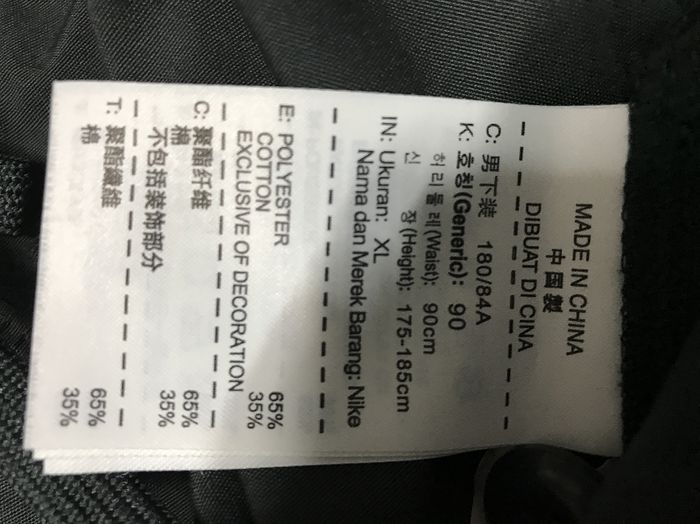 MADE IN CHINA
中國製
DIBUAT DI CINA
C: 男下装 180/84A
K: 호칭(Generic): 90
허리둘레(Waist): 90cm
신 장(Height): 175-185cm
IN: Ukuran: XL
Nama dan Merek Barang: Nike
E: POLYESTER 65%
COTTON 35%
EXCLUSIVE OF DECORATION
C: 聚酯纤维 65%
棉 35%
不包括装饰部分
T: 聚酯纖維 65%
棉 35%